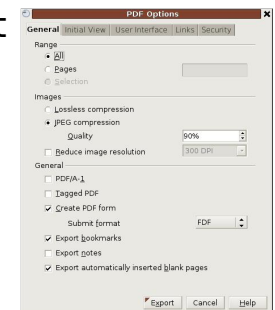 PDF Options
General Initial View User Interface Links Security
Range
All
Pages
Selection
Images
Lossless compression
JPEG compression
Quality 90%
Reduce image resolution 300 DPI
General
PDF/A-1
Tagged PDF
Create PDF form
Submit format FDF
Export bookmarks
Export notes
Export automatically inserted blank pages
Export Cancel Help